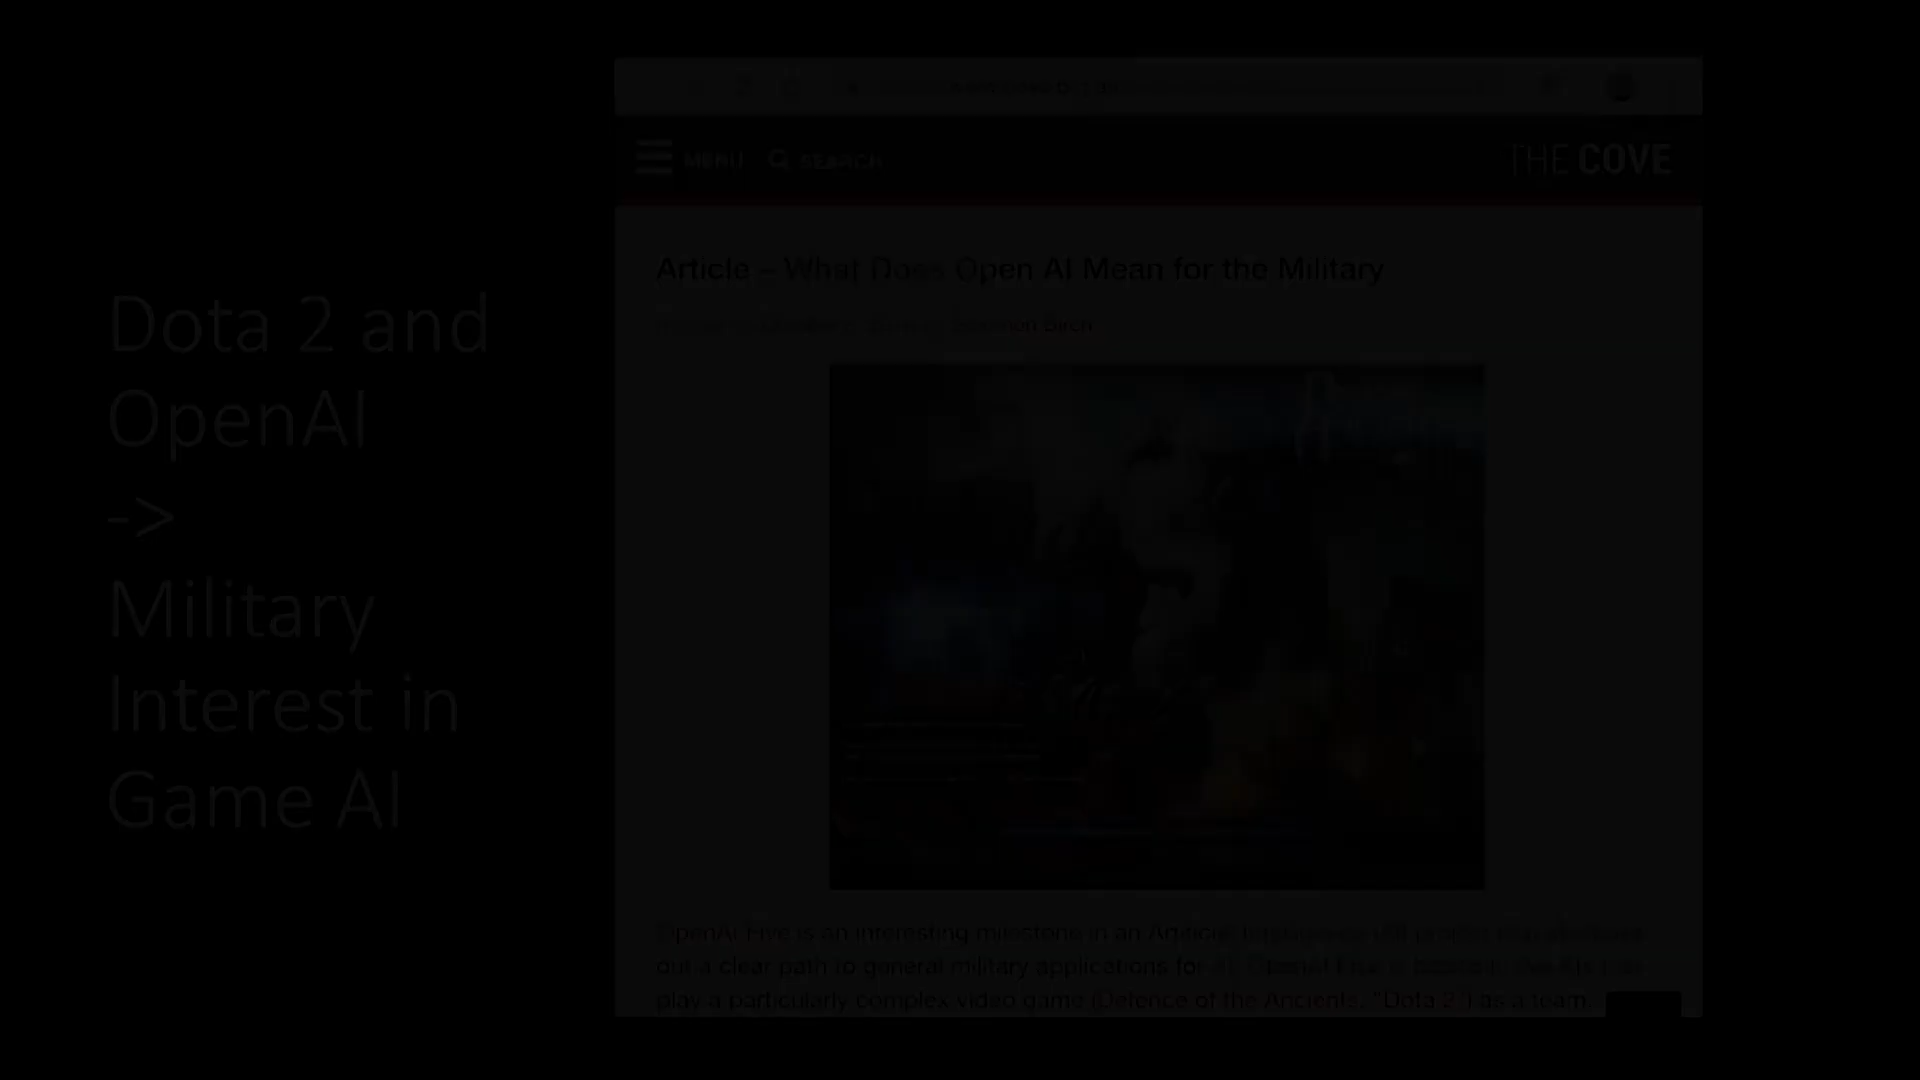 Dota 2 and
OpenAI
->
Military
Interest in
Game AI
MENU SEARCH
THE COVE
Article – What Does Open AI Mean for the Military
Birch
OpenAI Five is an interesting milestone in an Artificial
out a clear path to general military applications for
play a particularly complex video game (Defence of the Ancients, "Dota 2") as a team.